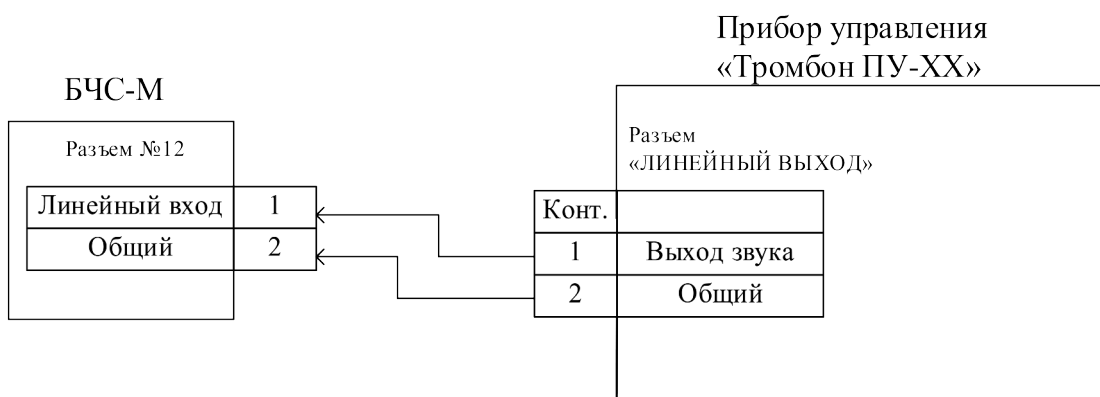 Прибор управления
«Тромбон ПУ-ХХ»
БЧС-М
Разъем №12
Линейный вход 1
Общий 2
Разъем
«ЛИНЕЙНЫЙ ВЫХОД»
Конт.
1 Выход звука
2 Общий